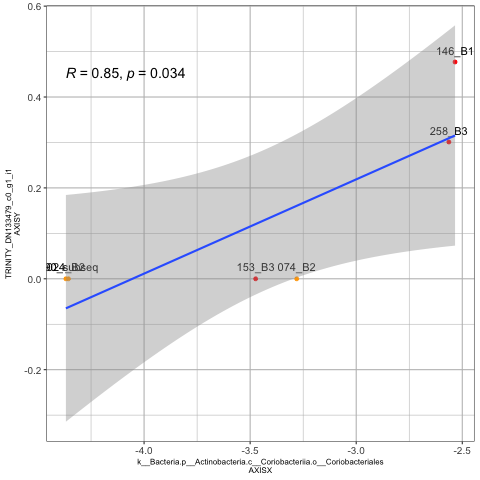 R = 0.85, p = 0.034
146_B1
258_B3
153_B3 074_B2
0.6
0.4
0.2
0.0
-0.2
-4.0 -3.5 -3.0 -2.5
TRINITY_DN133479_c0_g1_i1
AXISY
k__Bacteria.p__Actinobacteria.c__Coriobacteriia.o__Coriobacteriales
AXISX